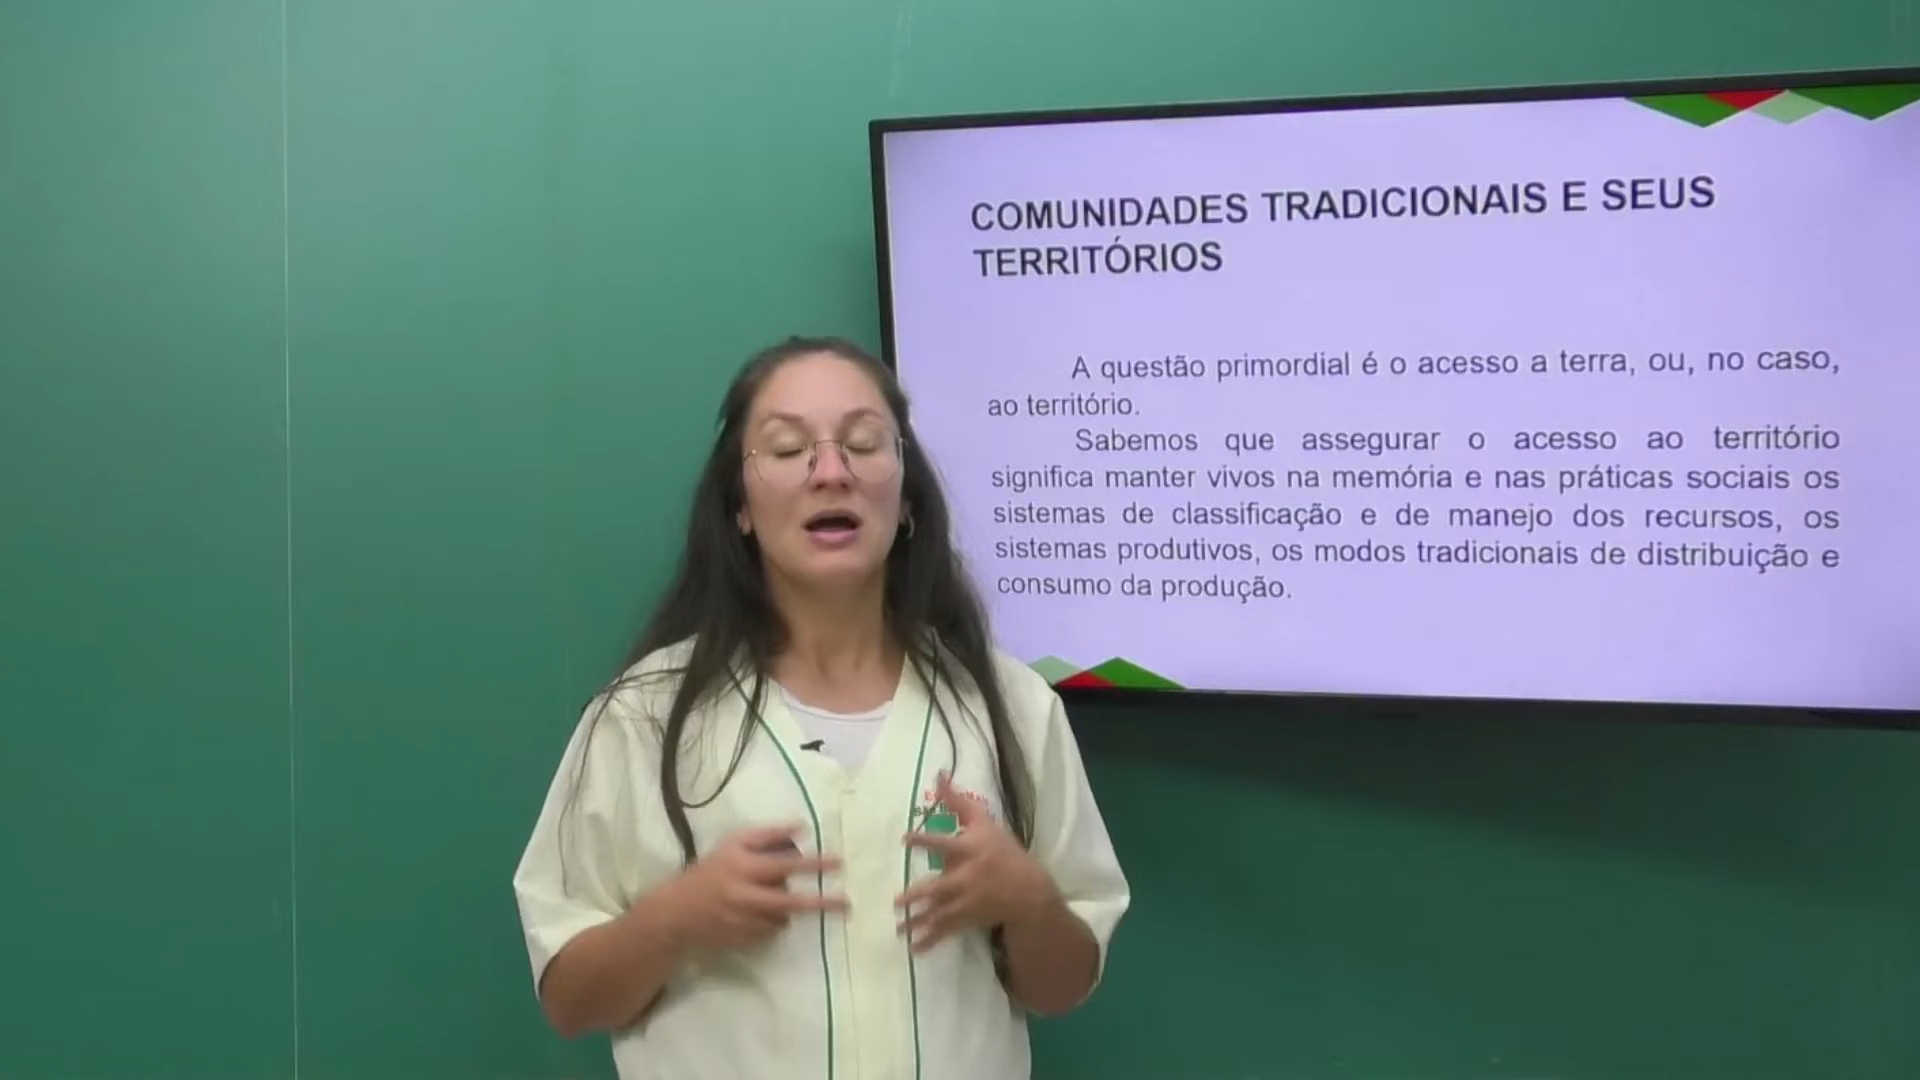 COMUNIDADES TRADICIONAIS E SEUS
TERRITÓRIOS
A questão primordial é o acesso a terra, ou, no caso,
ao território.
Sabemos que assegurar o acesso ao território
significa manter vivos na memória e nas práticas sociais os
sistemas de classificação e de manejo dos recursos, os
sistemas produtivos, os modos tradicionais de distribuição e
consumo da produção.